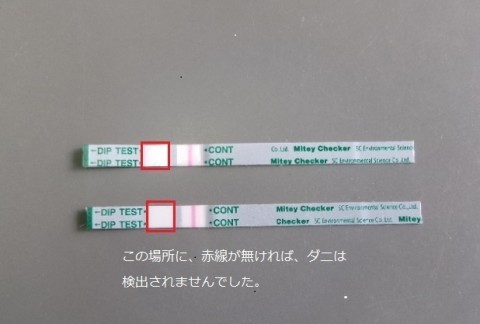 ←DIP TEST• •CONT Co.,Ltd. Mitey Checker SC Environmental Science
←DIP TEST• •CONT Mitey Checker SC Environmental Science Co.,Ltd.
←DIP TEST• •CONT Mitey Checker SC Environmental Science Co.,Ltd.
←DIP TEST• •CONT Checker SC Environmental Science Co.,Ltd. Mitey
この場所に、赤線が無ければ、ダニは
検出されませんでした。